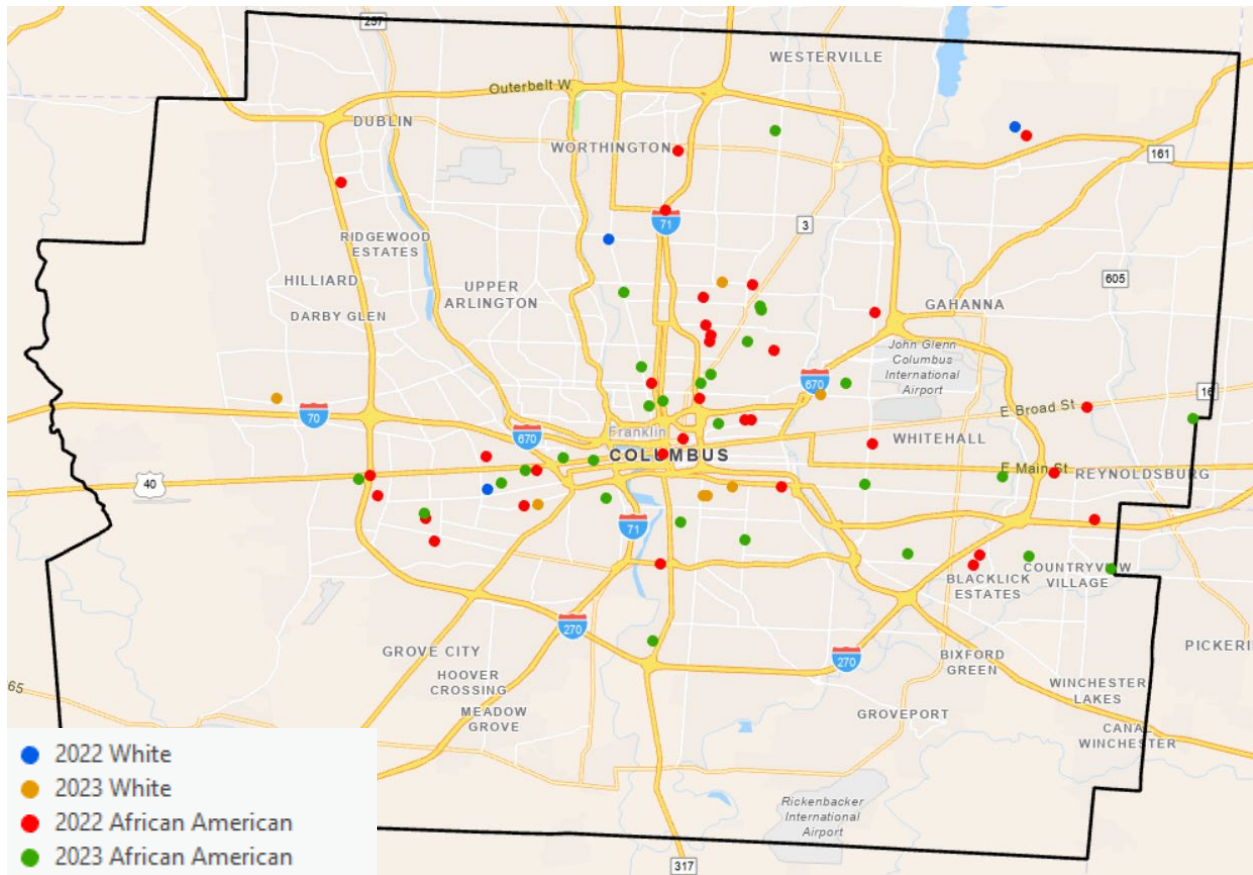 257
WESTERVILLE
Outerbelt W
DUBLIN
WORTHINGTON
161
71
3
RIDGEWOOD
ESTATES
HILLIARD
UPPER
ARLINGTON
605
GAHANNA
DARBY GLEN
John Glenn
Columbus
International
Airport
670
16
70
E Broad St
Franklin
670
WHITEHALL
COLUMBUS
E Main St
REYNOLDSBURG
40
71
COUNTRYVIEW
VILLAGE
BLACKLICK
ESTATES
270
GROVE CITY
270
BIXFORD
GREEN
PICKERI
HOOVER
CROSSING
WINCHESTER
LAKES
65
MEADOW
GROVE
GROVEPORT
CANAL
WINCHESTER
Rickenbacker
International
Airport
317
2022 White
2023 White
2022 African American
2023 African American